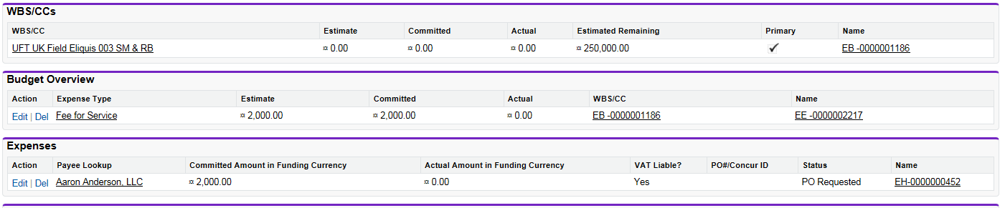 WBS/CCs
WBS/CC Estimate Committed Actual Estimated Remaining Primary Name
UFT UK Field Eliquis 003 SM & RB ¤ 0.00 ¤ 0.00 ¤ 0.00 ¤ 250,000.00 ✓ EB -0000001186
Budget Overview
Action Expense Type Estimate Committed Actual WBS/CC Name
Edit | Del Fee for Service ¤ 2,000.00 ¤ 2,000.00 ¤ 0.00 EB -0000001186 EE -0000002217
Expenses
Action Payee Lookup Committed Amount in Funding Currency Actual Amount in Funding Currency VAT Liable? PO#/Concur ID Status Name
Edit | Del Aaron Anderson, LLC ¤ 2,000.00 ¤ 0.00 Yes PO Requested EH-0000000452